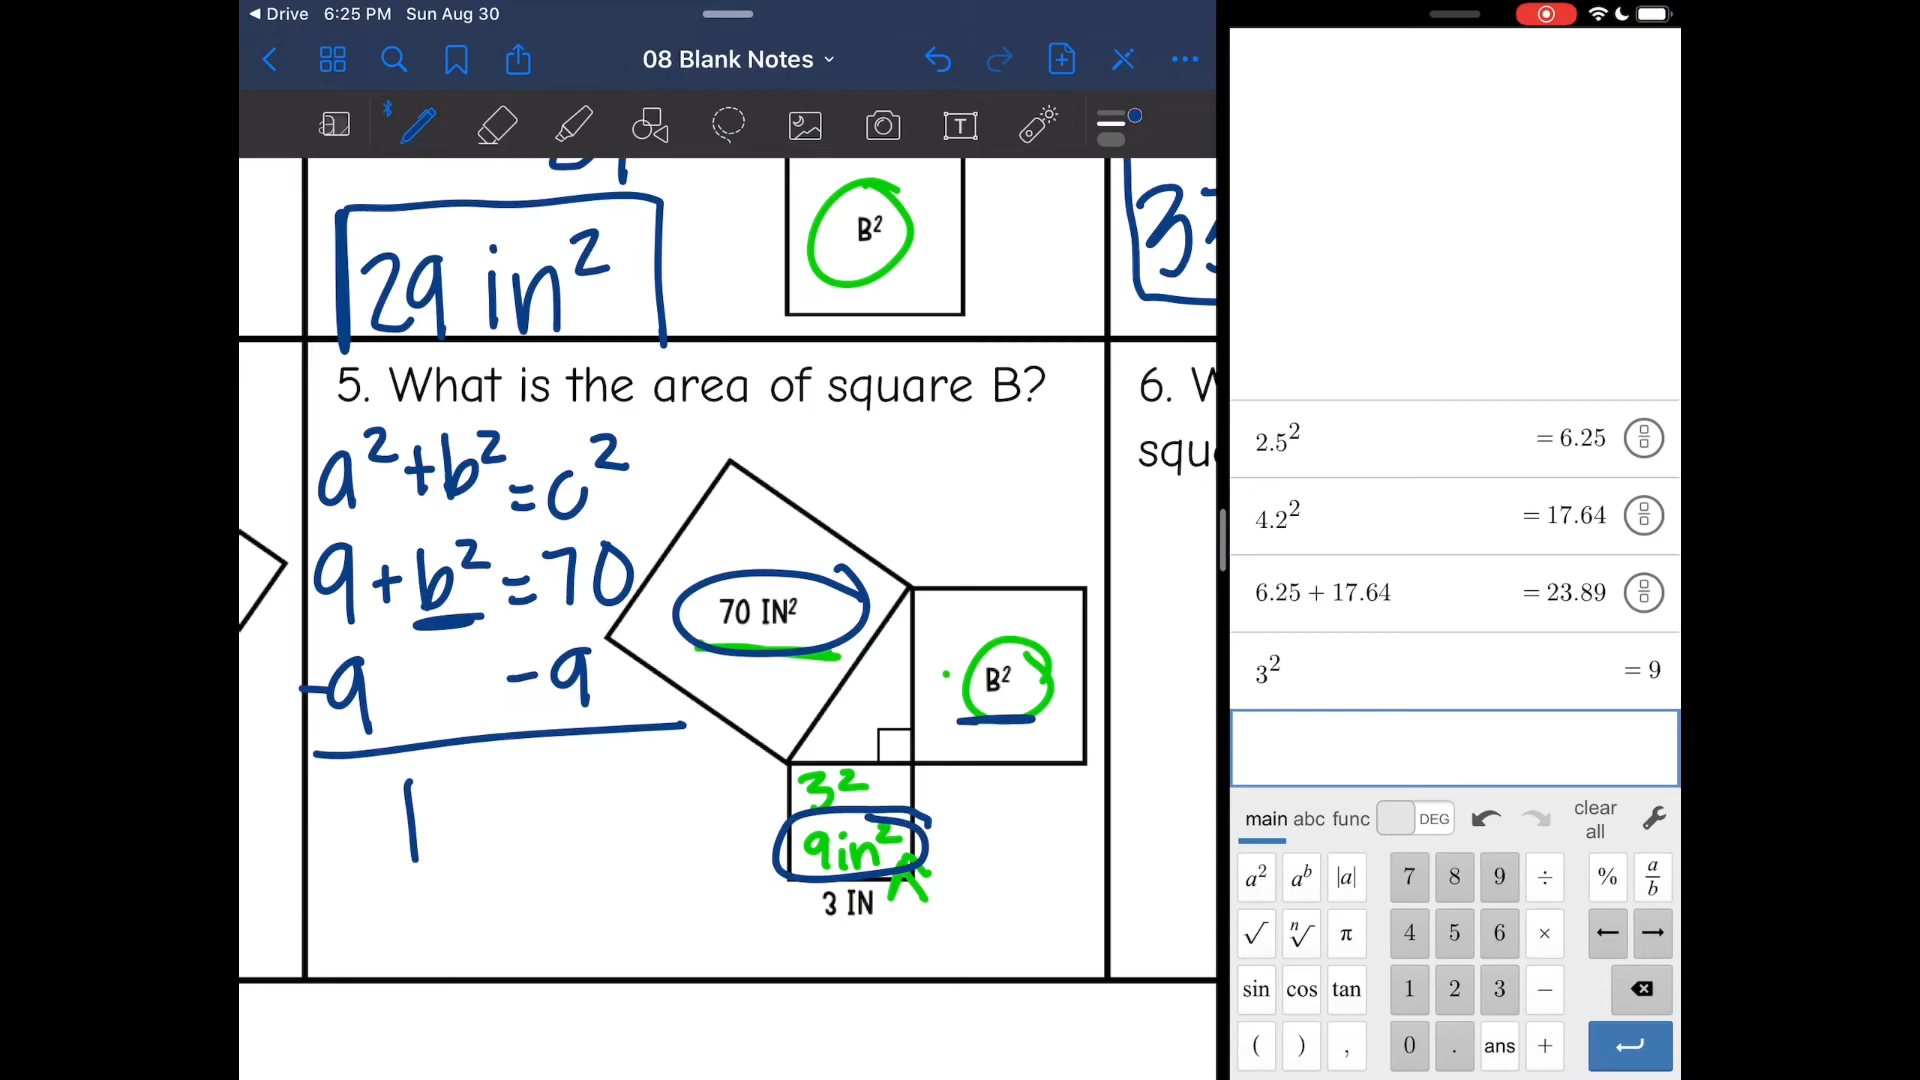 Drive 6:25 PM Sun Aug 30
08 Blank Notes
T
29 in²
B²
5. What is the area of square B?
a² + b² = c²
9 + b² = 70
-9 -9
70 IN²
B²
3²
9in²
A
3 IN
6. W
squ
2.5² = 6.25
4.2² = 17.64
6.25 + 17.64 = 23.89
3² = 9
main abc func DEG clear all
a² aᵇ |a| 7 8 9 ÷ % a/b
√ ⁿ√ π 4 5 6 × ← →
sin cos tan 1 2 3 −
( ) , 0 . ans +